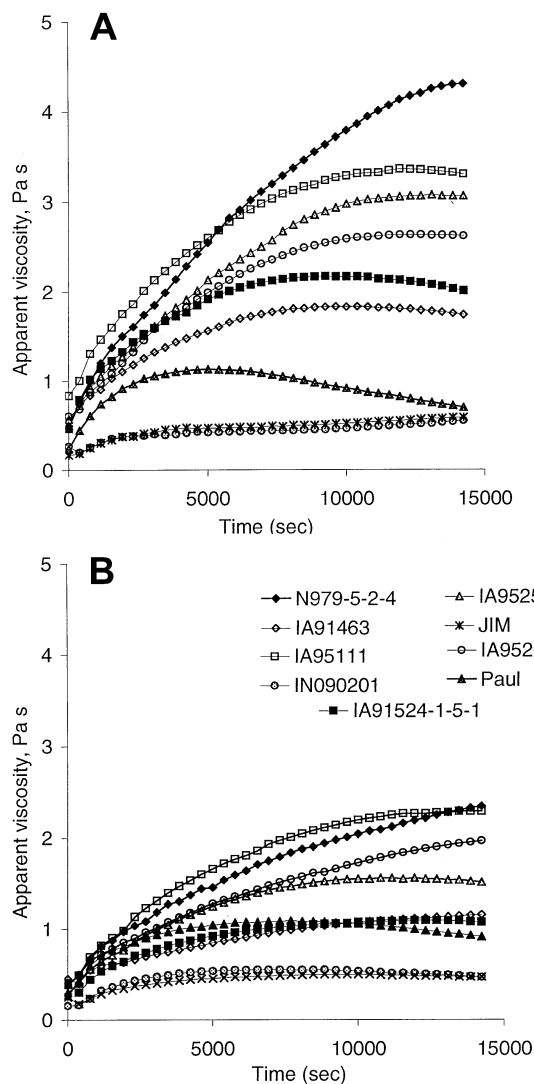 A
5
4
3
2
1
0
Apparent viscosity, Pa s
0 5000 10000 15000
Time (sec)
B
5
4
3
2
1
0
Apparent viscosity, Pa s
N979-5-2-4 IA9525
IA91463 JIM
IA95111 IA952
IN090201 Paul
IA91524-1-5-1
0 5000 10000 15000
Time (sec)